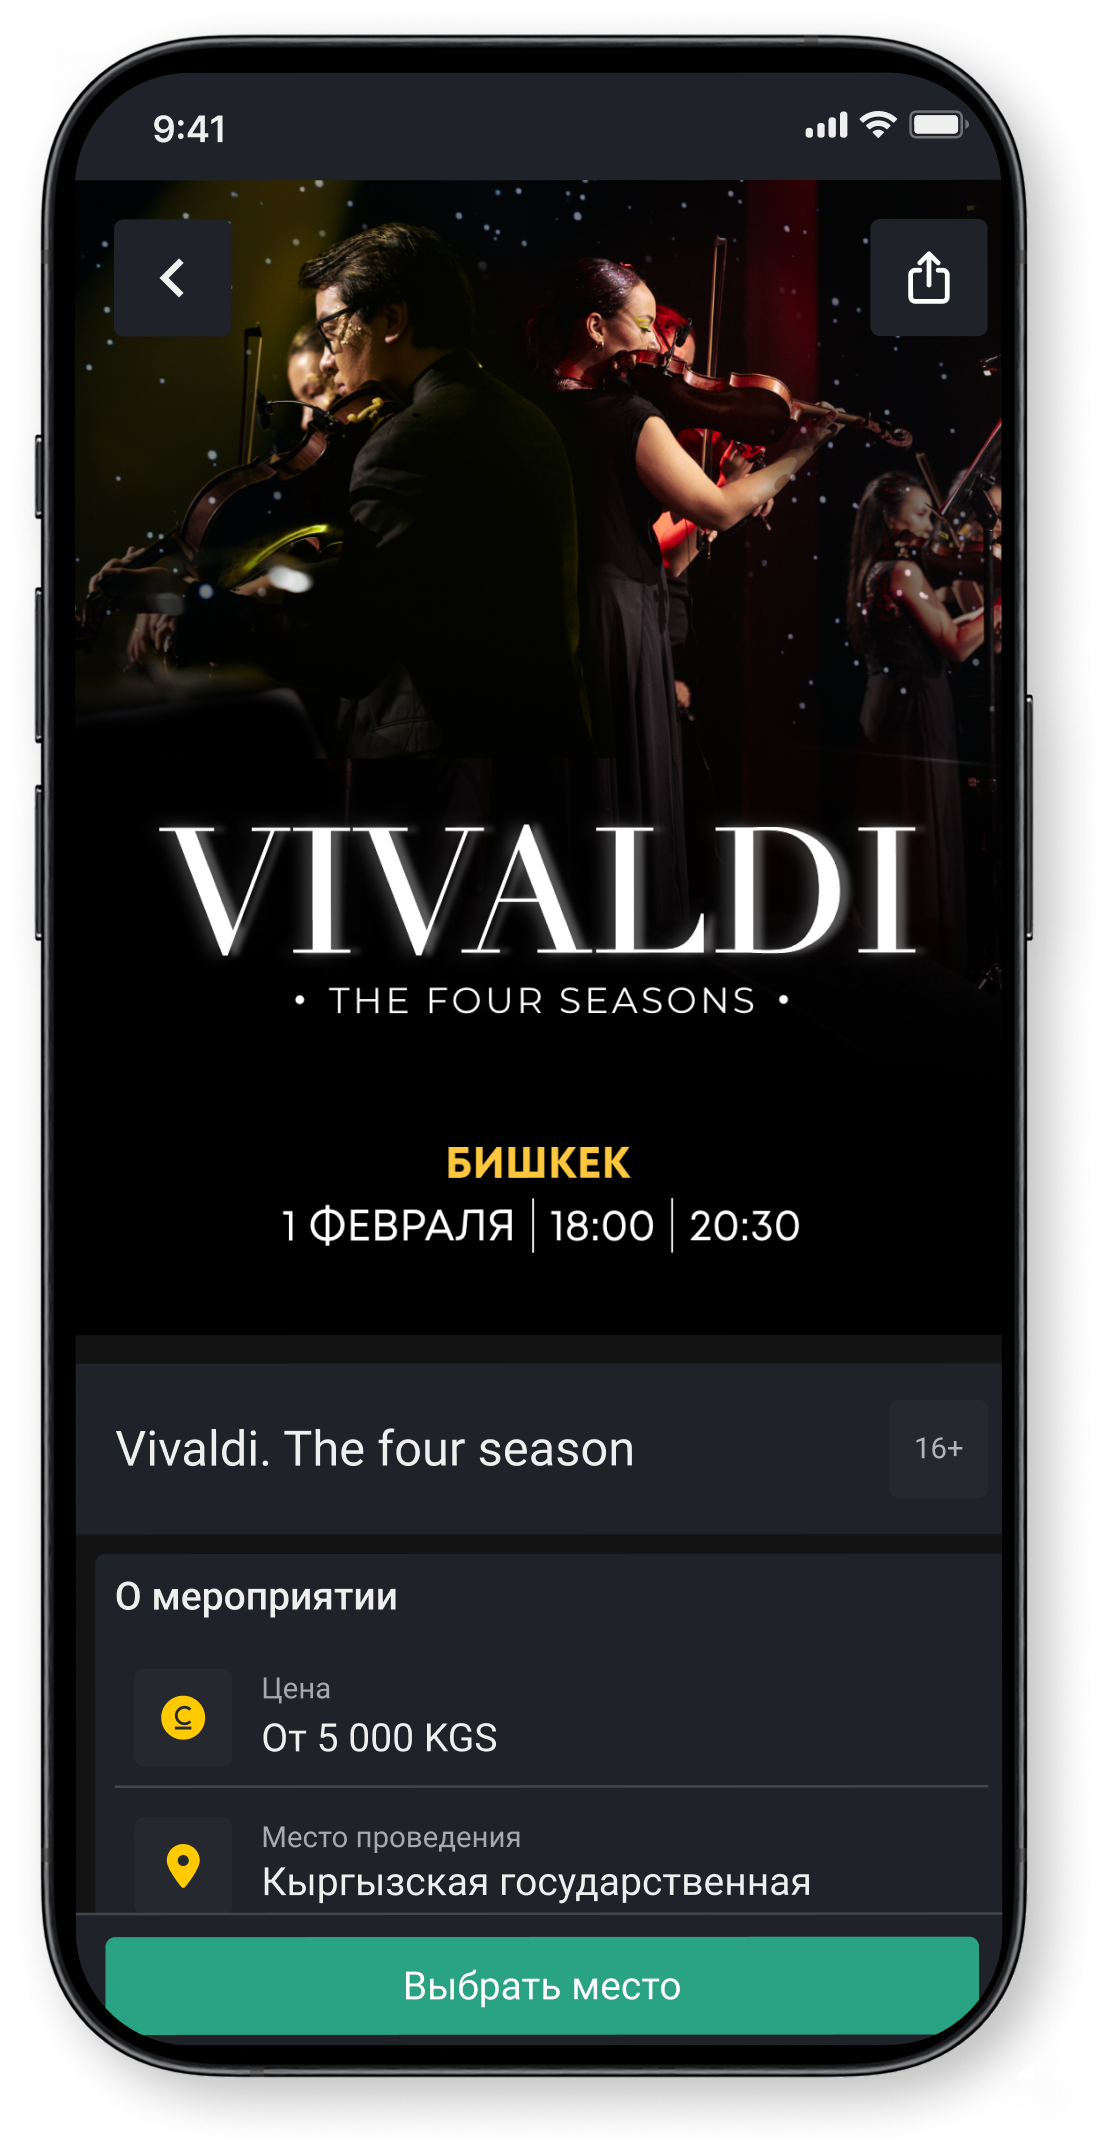 9:41
VIVALDI
• THE FOUR SEASONS •
БИШКЕК
1 ФЕВРАЛЯ | 18:00 | 20:30
Vivaldi. The four season
16+
О мероприятии
Цена
От 5 000 KGS
Место проведения
Кыргызская государственная
Выбрать место